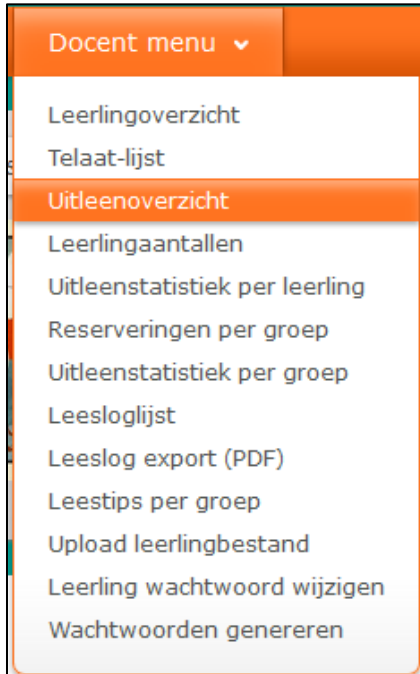 Docent menu
Leerlingoverzicht
Telaat-lijst
Uitleenoverzicht
Leerlingaantallen
Uitleenstatistiek per leerling
Reserveringen per groep
Uitleenstatistiek per groep
Leesloglijst
Leeslog export (PDF)
Leestips per groep
Upload leerlingbestand
Leerling wachtwoord wijzigen
Wachtwoorden genereren